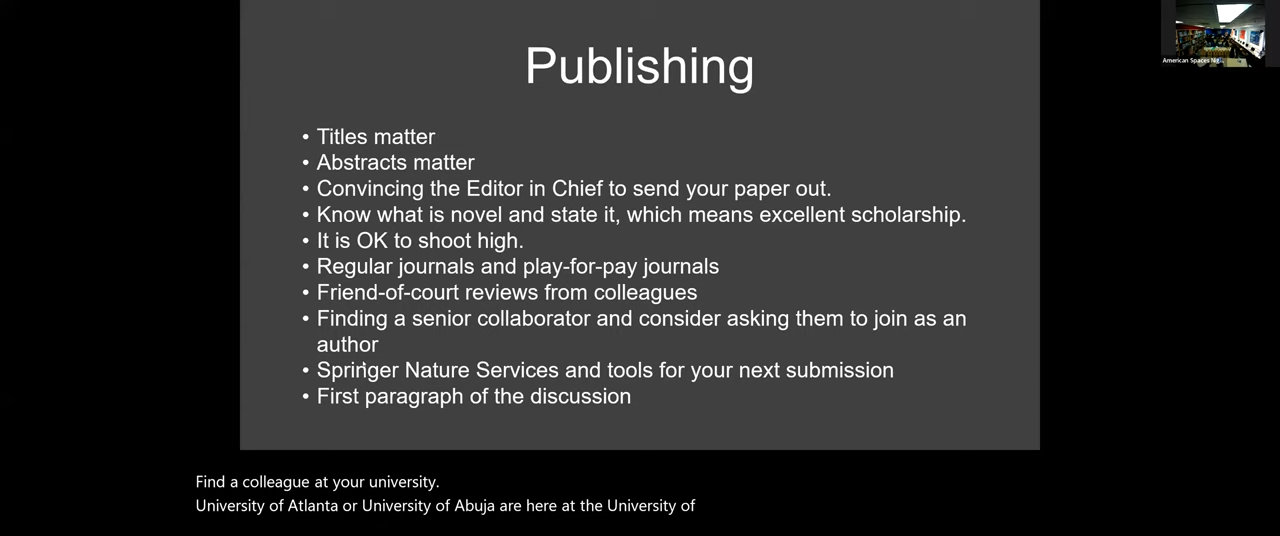 American Spaces Nig...
Publishing
• Titles matter
• Abstracts matter
• Convincing the Editor in Chief to send your paper out.
• Know what is novel and state it, which means excellent scholarship.
• It is OK to shoot high.
• Regular journals and play-for-pay journals
• Friend-of-court reviews from colleagues
• Finding a senior collaborator and consider asking them to join as an
author
• Springer Nature Services and tools for your next submission
• First paragraph of the discussion
Find a colleague at your university.
University of Atlanta or University of Abuja are here at the University of